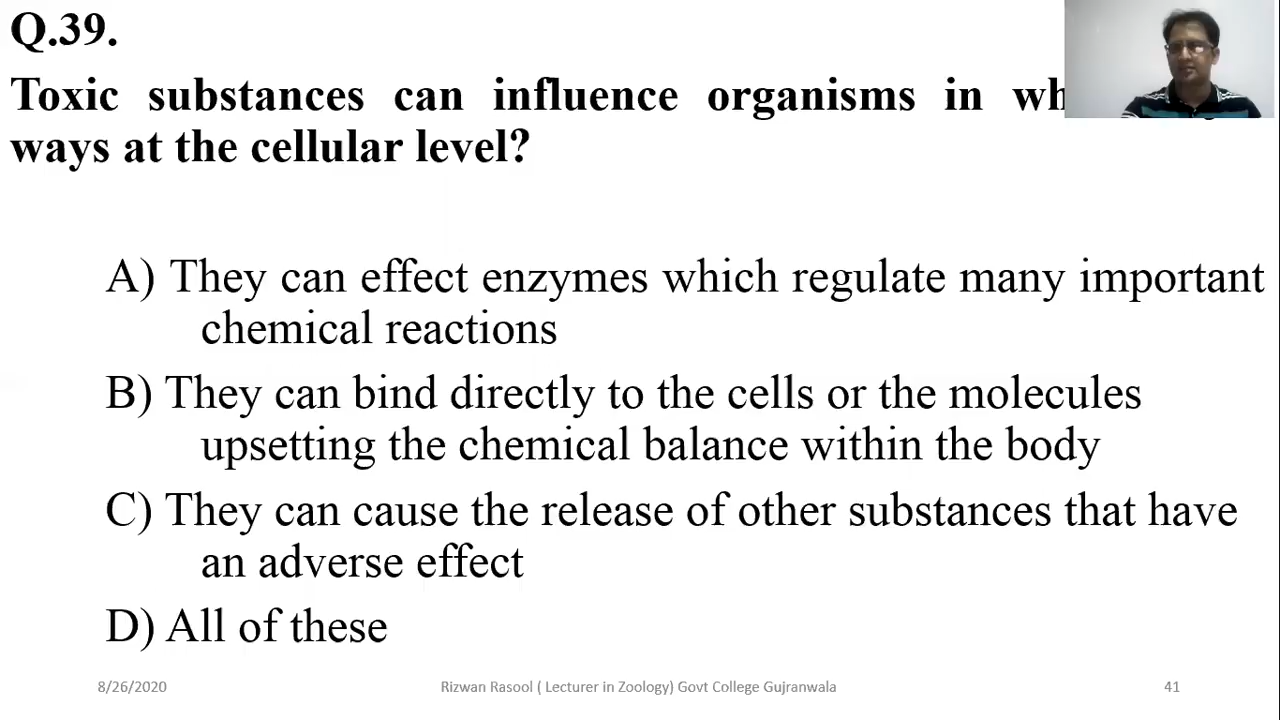 Q.39.
Toxic substances can influence organisms in
ways at the cellular level?
A) They can effect enzymes which regulate many important
chemical reactions
B) They can bind directly to the cells or the molecules
upsetting the chemical balance within the body
C) They can cause the release of other substances that have
an adverse effect
D) All of these
8/26/2020
Rizwan Rasool ( Lecturer in Zoology) Govt College Gujranwala
41